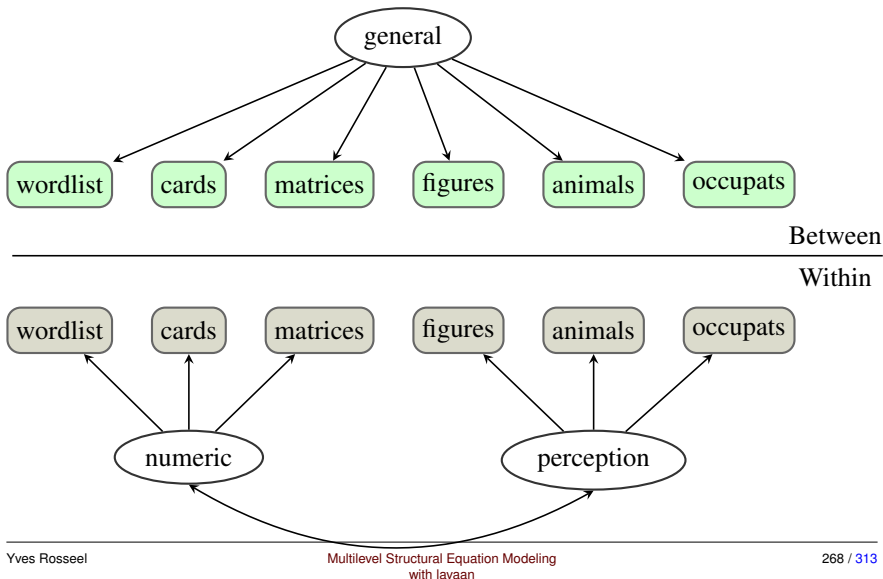 general
wordlist cards matrices figures animals occupats
Between
Within
wordlist cards matrices figures animals occupats
numeric perception
Yves Rosseel Multilevel Structural Equation Modeling 268 / 313
with lavaan